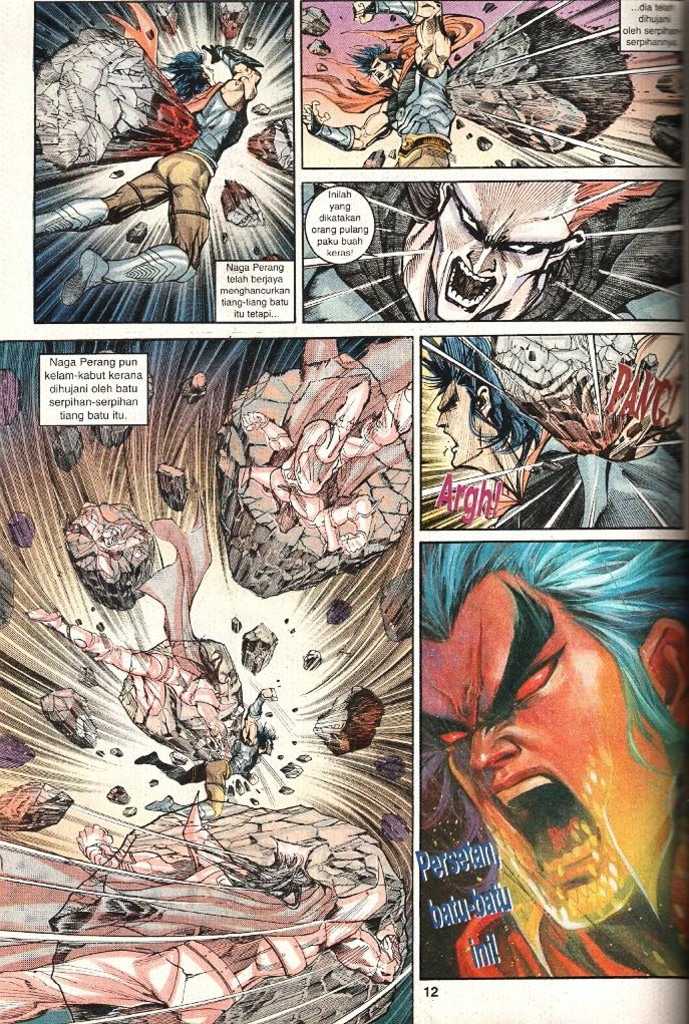 Naga Perang
telah berjaya
menghancurkan
tiang-tiang batu
itu tetapi...
...dia telah
dihujani
oleh serpihan-
serpihannya.
Inilah
yang
dikatakan
orang pulang
paku buah
keras!
Naga Perang pun
kelam-kabut kerana
dihujani oleh batu
serpihan-serpihan
tiang batu itu.
PANG!
Argh!
Persetan
batu-batu
ini!
12